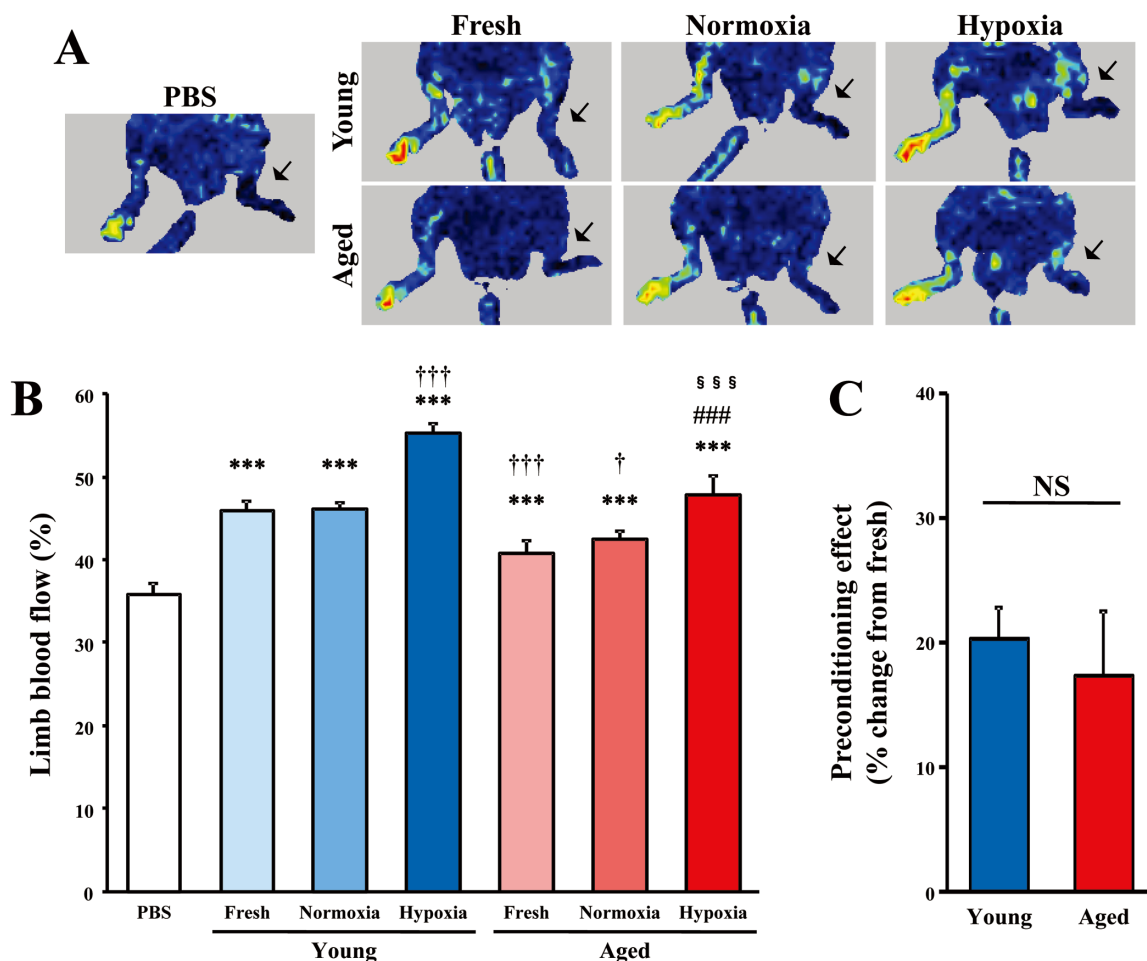 A
PBS
Fresh
Normoxia
Hypoxia
Young
Aged
B
Limb blood flow (%)
60
50
40
30
20
10
0
***
***
†††
***
†††
***
†
***
§ § §
###
***
PBS
Fresh
Normoxia
Hypoxia
Fresh
Normoxia
Hypoxia
Young
Aged
C
Preconditioning effect
(% change from fresh)
40
30
20
10
0
NS
Young
Aged